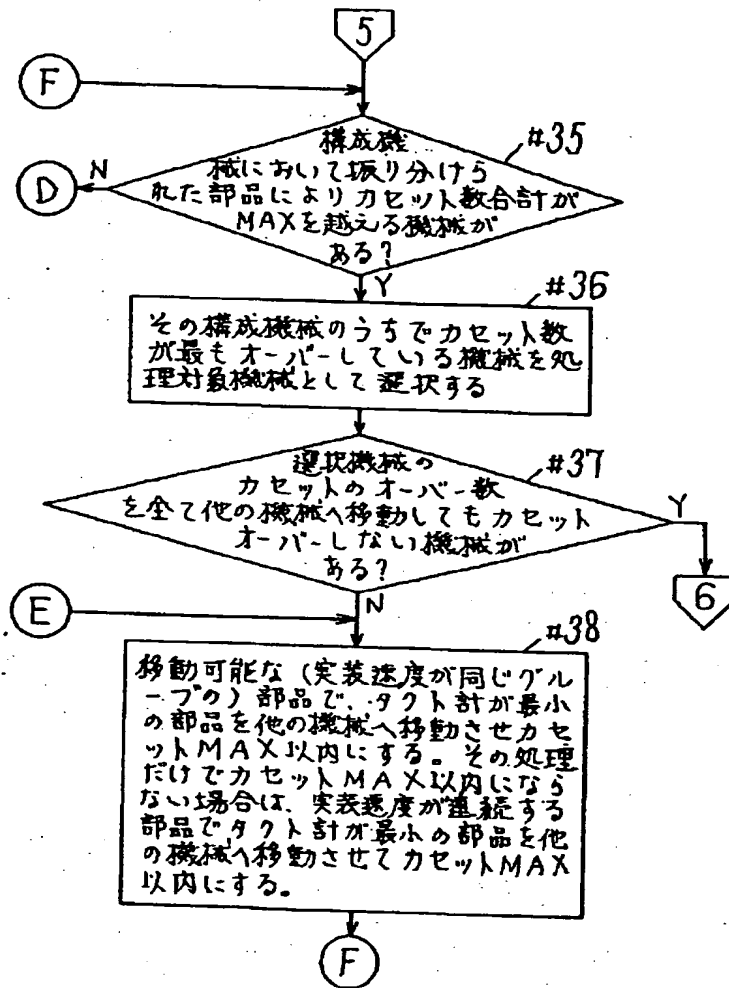 5
F
#35
構成機
械において振り分けら
れた部品によりカセット数合計が
MAXを越える機械が
ある?
N
D
Y
#36
その構成機械のうちでカセット数
が最もオーバーしている機械を処
理対象機械として選択する
#37
選択機械の
カセットのオーバー数
を全て他の機械へ移動してもカセット
オーバーしない機械が
ある?
Y
6
N
E
#38
移動可能な(実装速度が同じグル
ープの)部品で、タクト計が最小
の部品を他の機械へ移動させカセ
ットMAX以内にする。その処理
だけでカセットMAX以内になら
ない場合は、実装速度が連続する
部品でタクト計が最小の部品を他
の機械へ移動させてカセットMAX
以内にする。
F